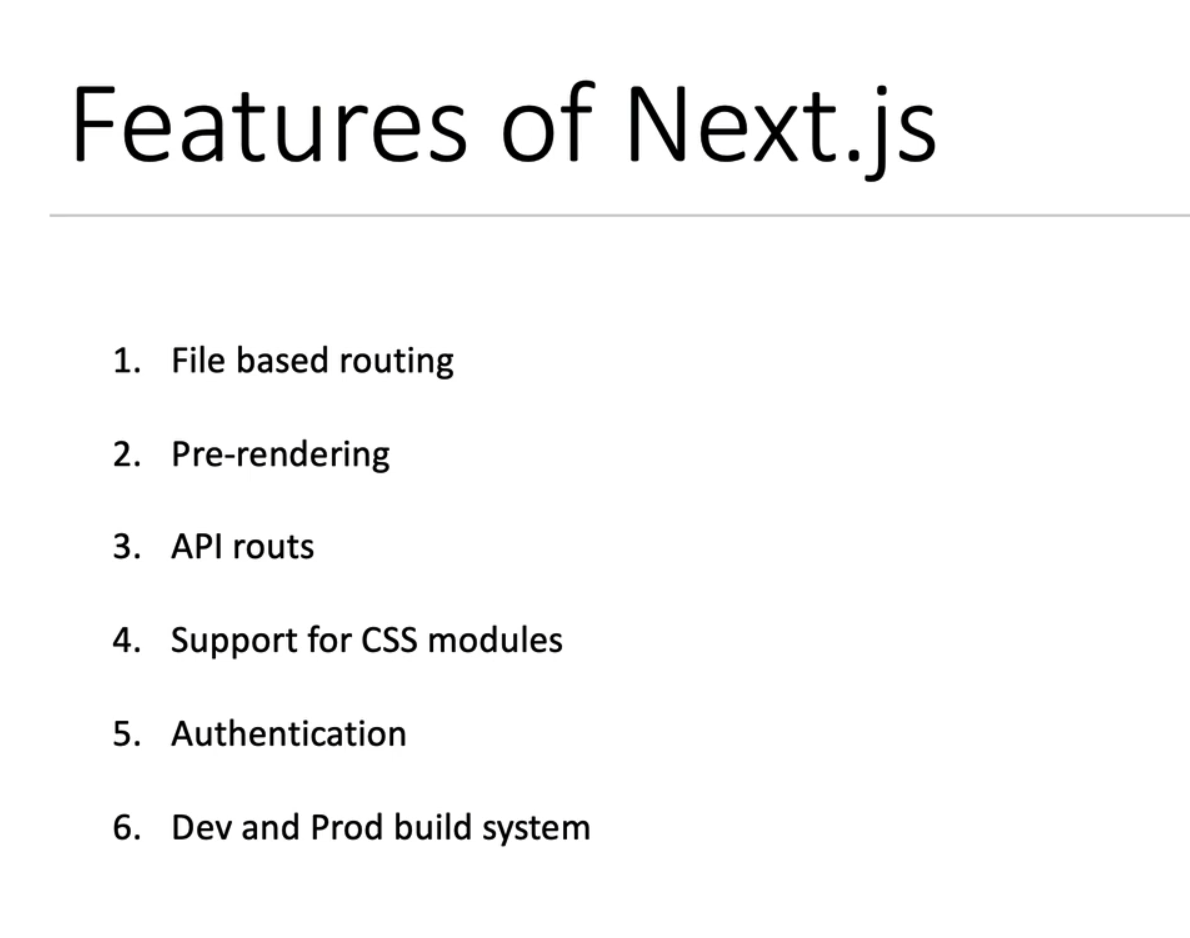 Features of Next.js
1. File based routing
2. Pre-rendering
3. API routs
4. Support for CSS modules
5. Authentication
6. Dev and Prod build system